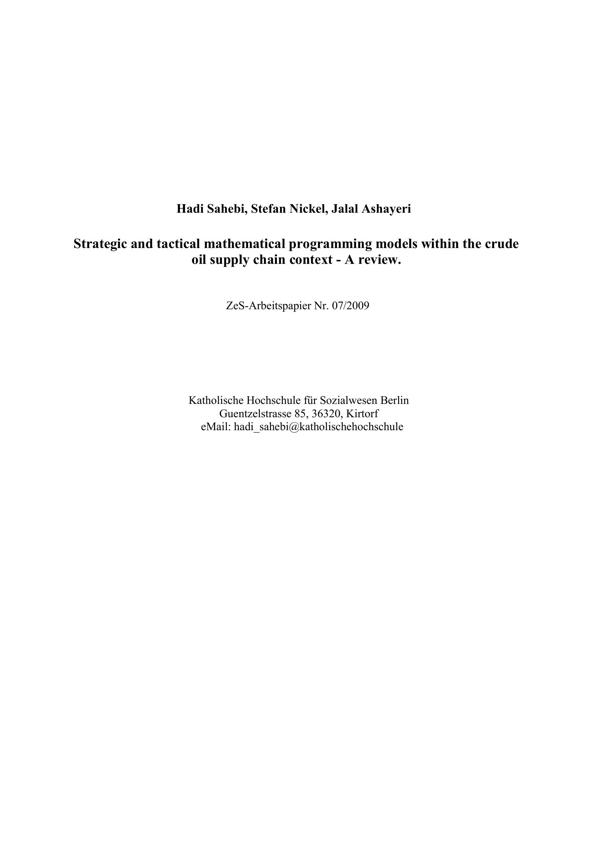 Hadi Sahebi, Stefan Nickel, Jalal Ashayeri
Strategic and tactical mathematical programming models within the crude
oil supply chain context - A review.
ZeS-Arbeitspapier Nr. 07/2009
Katholische Hochschule für Sozialwesen Berlin
Guentzelstrasse 85, 36320, Kirtorf
eMail: hadi_sahebi@katholischehochschule